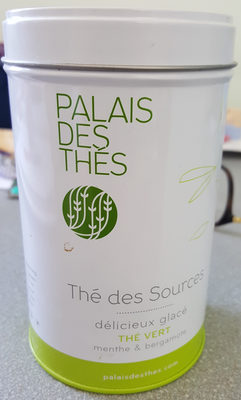 PALAIS
DES
THÉS
Thé des Sources
délicieux glacé
THÉ VERT
menthe & bergamote
palaisdesthes.com